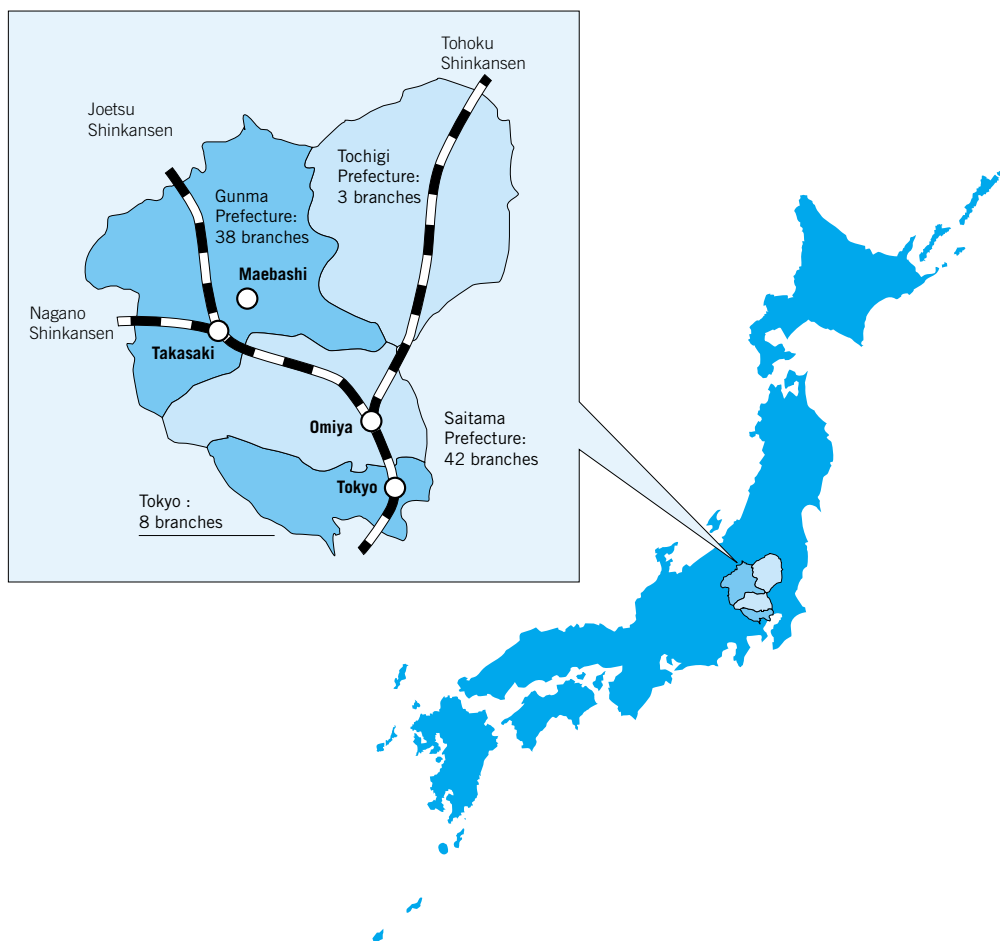 Tohoku
Shinkansen
Joetsu
Shinkansen
Tochigi
Prefecture:
3 branches
Gunma
Prefecture:
38 branches
Maebashi
Nagano
Shinkansen
Takasaki
Omiya
Saitama
Prefecture:
42 branches
Tokyo
Tokyo :
8 branches